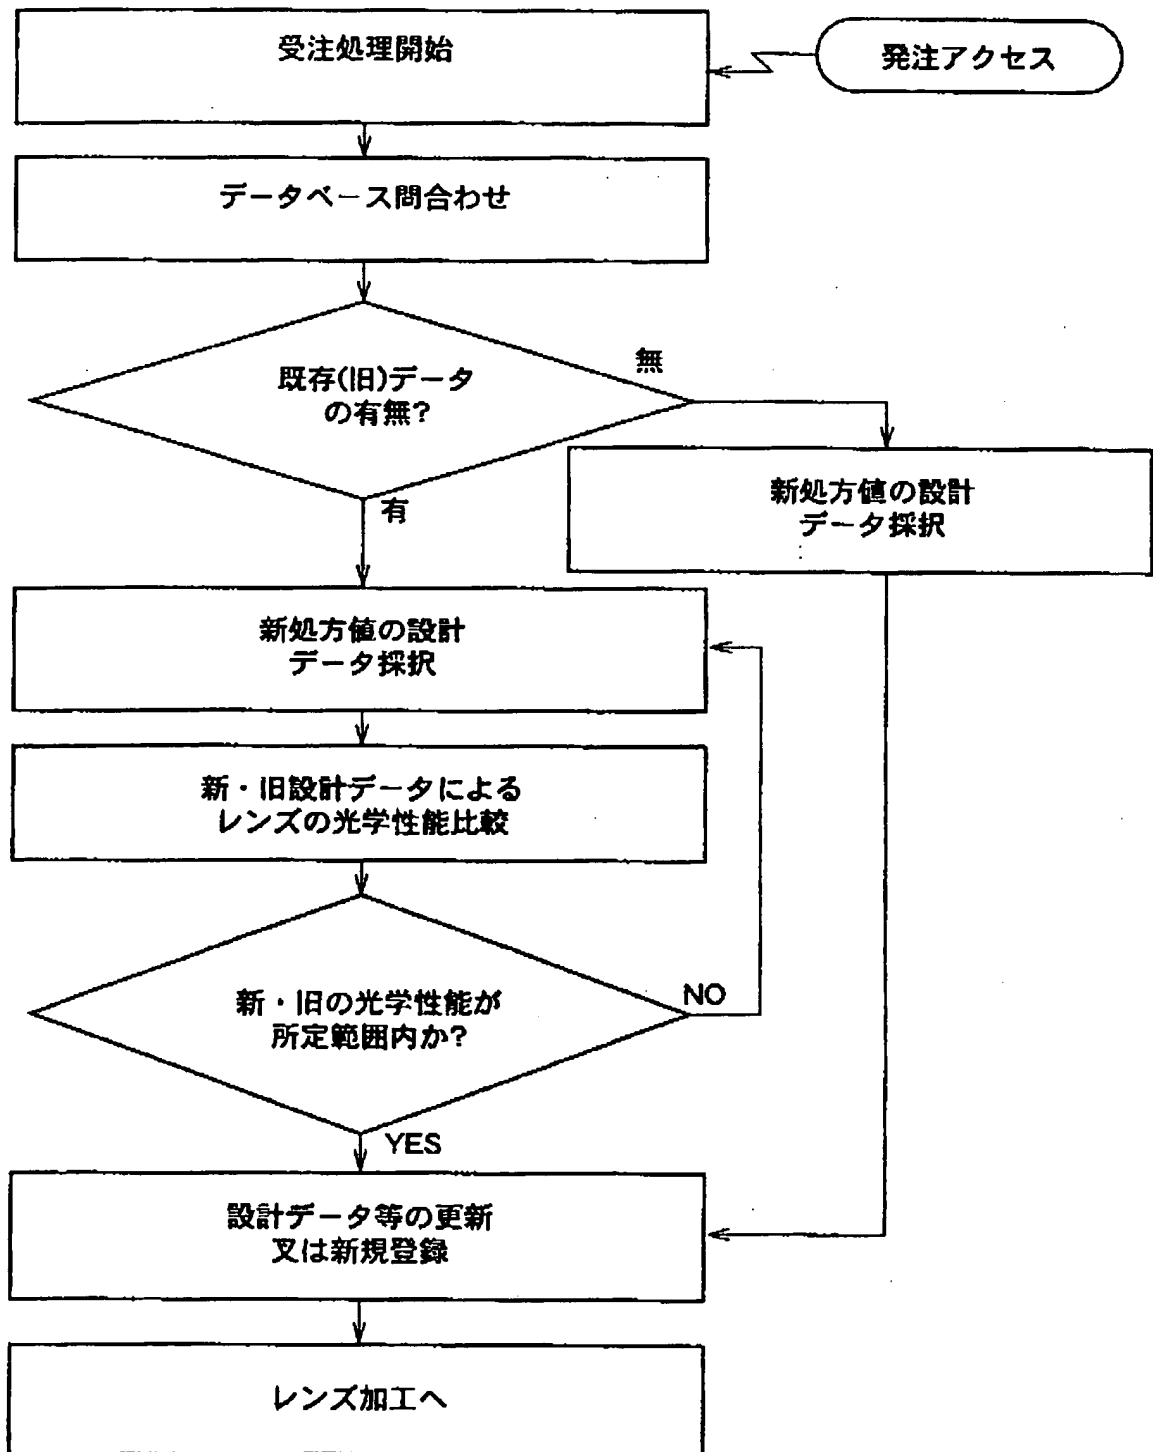 受注処理開始
発注アクセス
データベース問合わせ
既存(旧)データ
の有無?
無
有
新処方値の設計
データ採択
新処方値の設計
データ採択
新・旧設計データによる
レンズの光学性能比較
新・旧の光学性能が
所定範囲内か?
NO
YES
設計データ等の更新
又は新規登録
レンズ加工へ